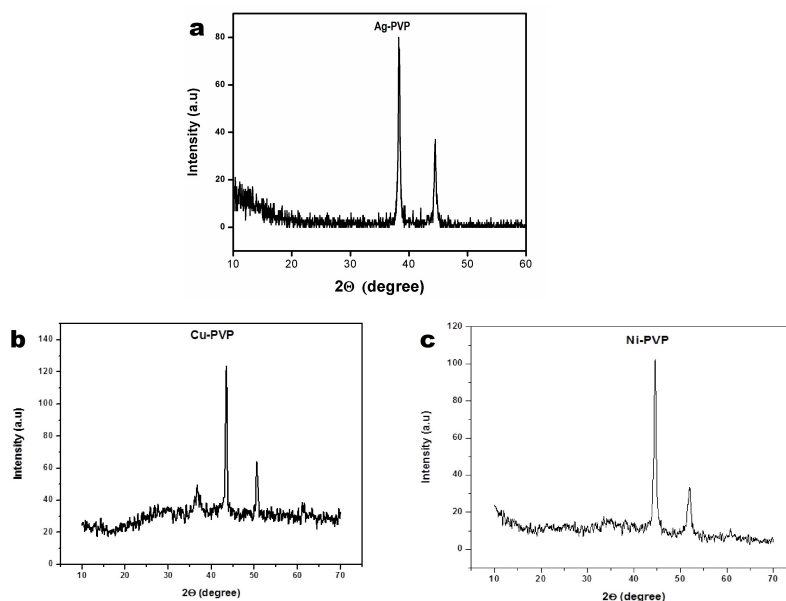 a
Ag-PVP
Intensity (a.u)
80
60
40
20
0
10 20 30 40 50 60
2Θ (degree)
b
Cu-PVP
Intensity (a.u)
140
120
100
80
60
40
20
0
10 20 30 40 50 60 70
2Θ (degree)
c
Ni-PVP
Intensity (a.u)
120
100
80
60
40
20
0
10 20 30 40 50 60 70
2Θ (degree)